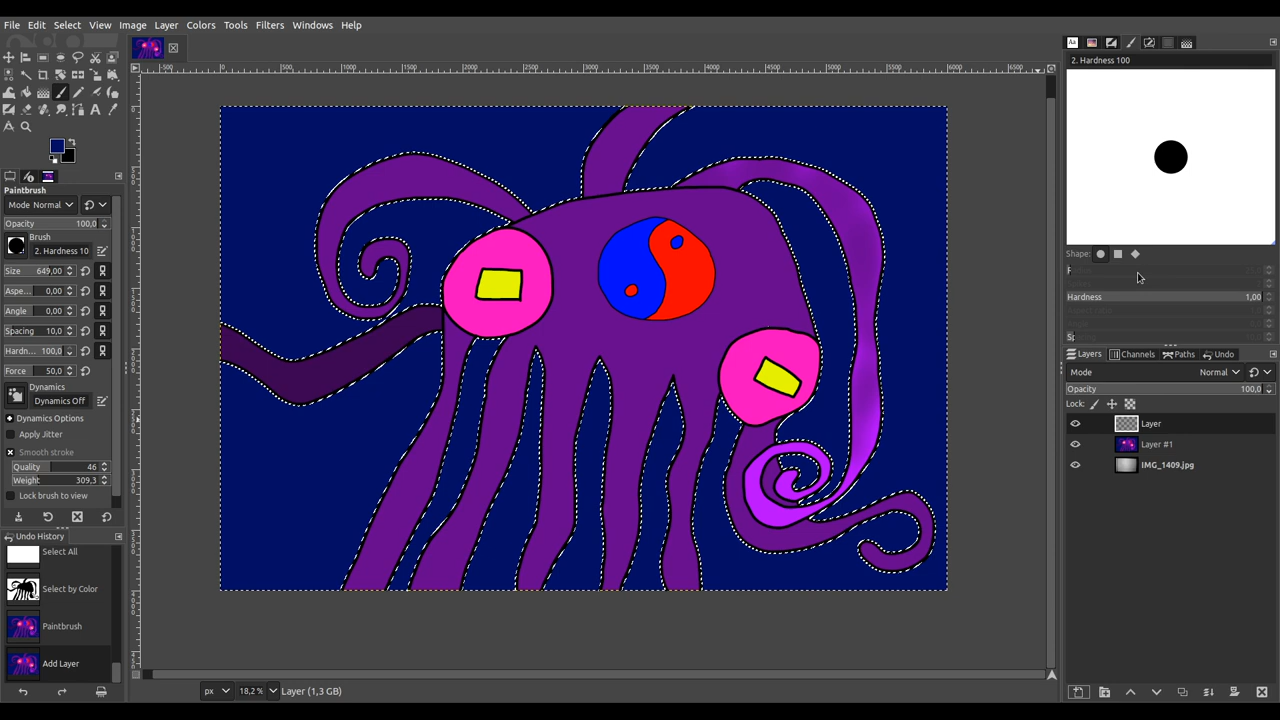 File Edit Select View Image Layer Colors Tools Filters Windows Help
Paintbrush
Mode Normal
Opacity 100,0
Brush
2. Hardness 10
Size 649,00
Aspe... 0,00
Angle 0,00
Spacing 10,0
Hardn... 100,0
Force 50,0
Dynamics
Dynamics Off
Dynamics Options
Apply Jitter
Smooth stroke
Quality 46
Weight 309,3
Lock brush to view
Undo History
Select All
Select by Color
Paintbrush
Add Layer
px 18,2% Layer (1,3 GB)
2. Hardness 100
Shape:
Hardness 1,00
Layers Channels Paths Undo
Mode Normal
Opacity 100,0
Lock:
Layer
Layer #1
IMG_1409.jpg